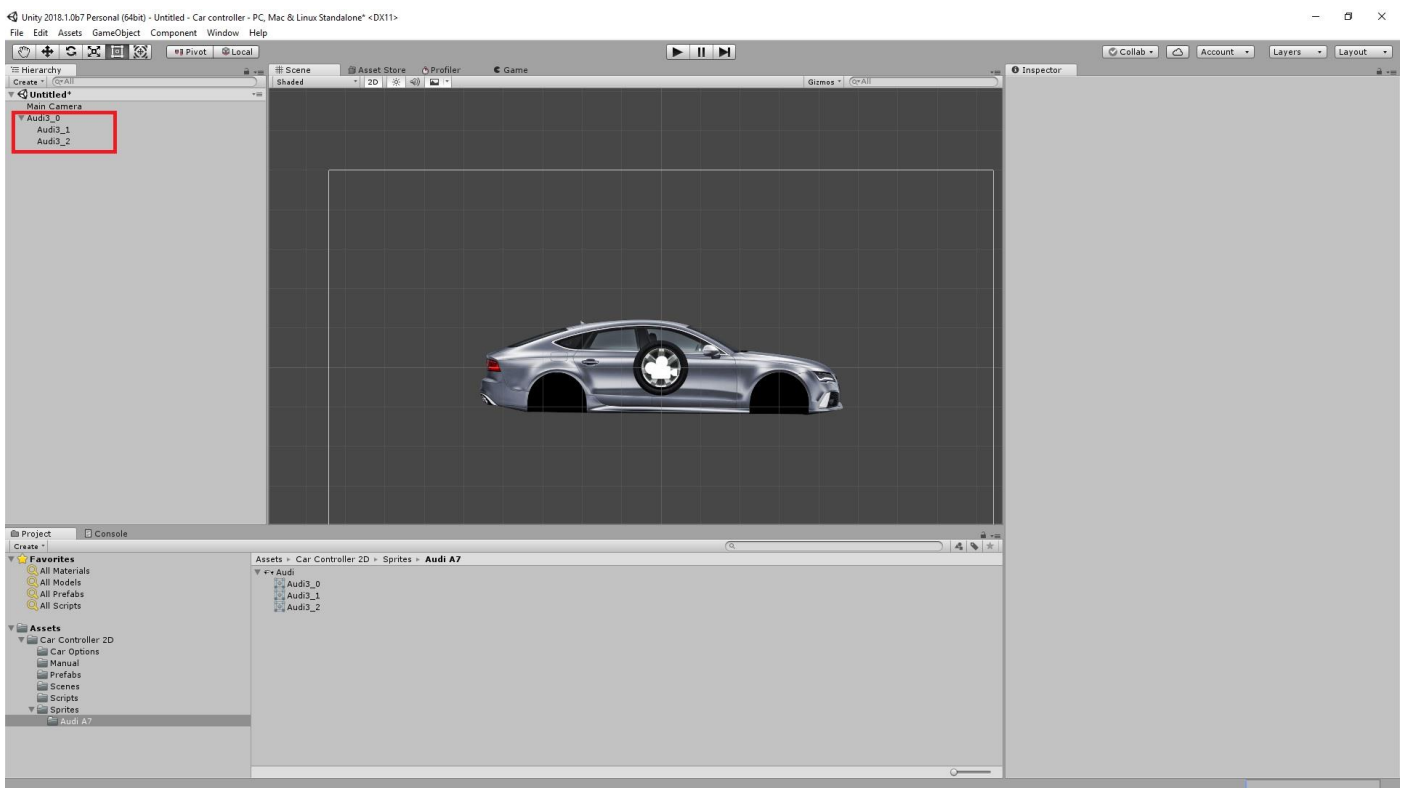 Unity 2018.1.0b7 Personal (64bit) - Untitled - Car controller - PC, Mac & Linux Standalone* <DX11>
File Edit Assets GameObject Component Window Help
Pivot Local Collab Account Layers Layout
Hierarchy Scene Asset Store Profiler Game Inspector
Create All Shaded 2D Gizmos All
Untitled*
Main Camera
Audi3_0
Audi3_1
Audi3_2
Project Console
Create
Favorites
All Materials
All Models
All Prefabs
All Scripts
Assets
Car Controller 2D
Car Options
Manual
Prefabs
Scenes
Scripts
Sprites
Audi A7
Assets Car Controller 2D Sprites Audi A7
Audi
Audi3_0
Audi3_1
Audi3_2